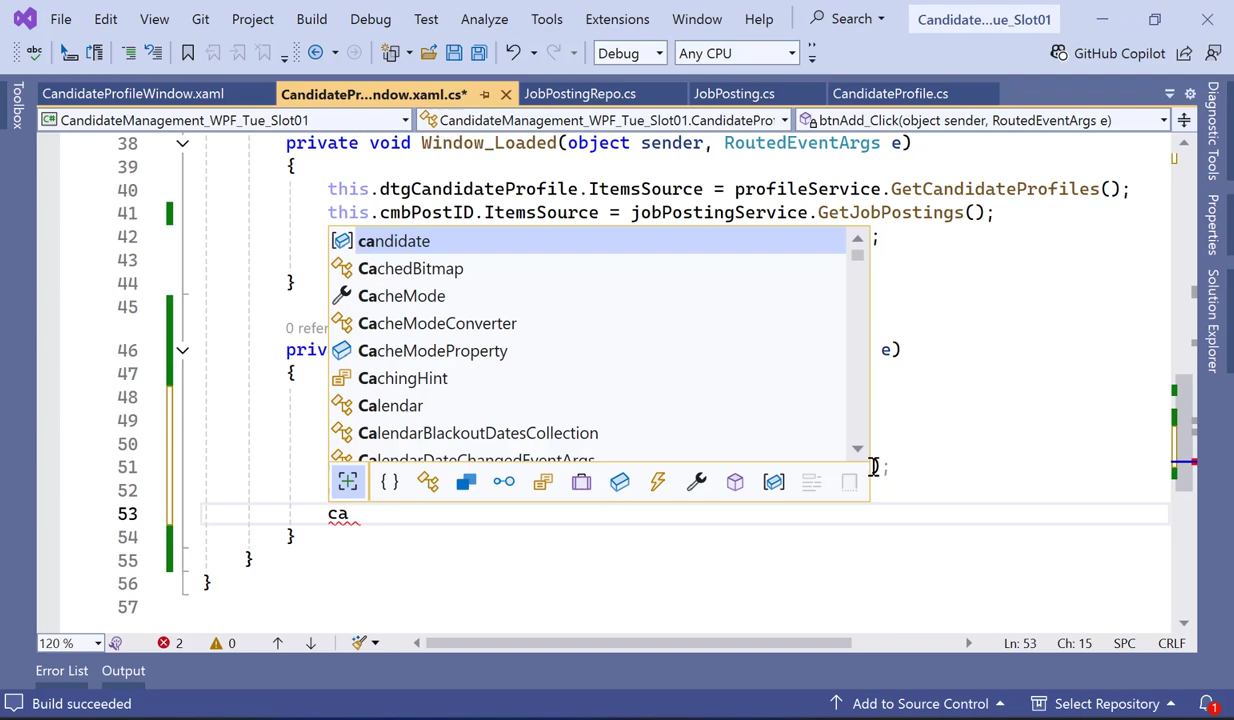 File Edit View Git Project Build Debug Test Analyze Tools Extensions Window Help Search Candidate...ue_Slot01
abc Debug Any CPU GitHub Copilot
CandidateProfileWindow.xaml CandidatePr...ndow.xaml.cs* JobPostingRepo.cs JobPosting.cs CandidateProfile.cs
CandidateManagement_WPF_Tue_Slot01 CandidateManagement_WPF_Tue_Slot01.CandidatePro btnAdd_Click(object sender, RoutedEventArgs e)
Toolbox
Diagnostic Tools
Properties
Solution Explorer
38 private void Window_Loaded(object sender, RoutedEventArgs e)
39 {
40 this.dtgCandidateProfile.ItemsSource = profileService.GetCandidateProfiles();
41 this.cmbPostID.ItemsSource = jobPostingService.GetJobPostings();
42 ;
43
44 }
45
0 refer
46 priv e)
47 {
48
49
50
51 );
52
53 ca
54 }
55 }
56 }
57
candidate
CachedBitmap
CacheMode
CacheModeConverter
CacheModeProperty
CachingHint
Calendar
CalendarBlackoutDatesCollection
CalendarDateChangedEventArgs
120 % 2 0 Ln: 53 Ch: 15 SPC CRLF
Error List Output
Build succeeded Add to Source Control Select Repository 1